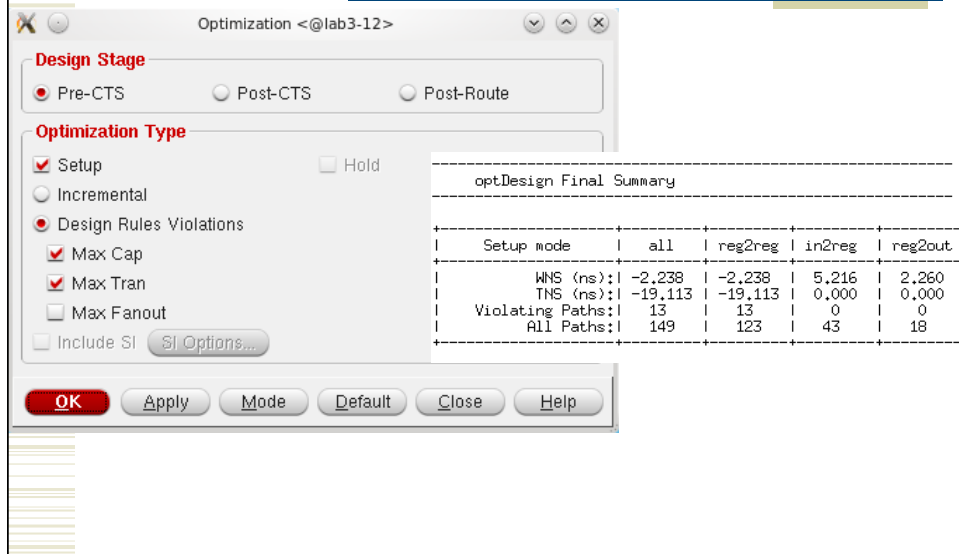 Optimization <@lab3-12>
Design Stage
Pre-CTS Post-CTS Post-Route
Optimization Type
Setup Hold
Incremental
Design Rules Violations
Max Cap
Max Tran
Max Fanout
Include SI SI Options...
OK Apply Mode Default Close Help
optDesign Final Summary
| Setup mode | all | reg2reg | in2reg | reg2out
| WNS (ns):| -2.238 | -2.238 | 5.216 | 2.260
| TNS (ns):| -19.113 | -19.113 | 0.000 | 0.000
| Violating Paths:| 13 | 13 | 0 | 0
| All Paths:| 149 | 123 | 43 | 18